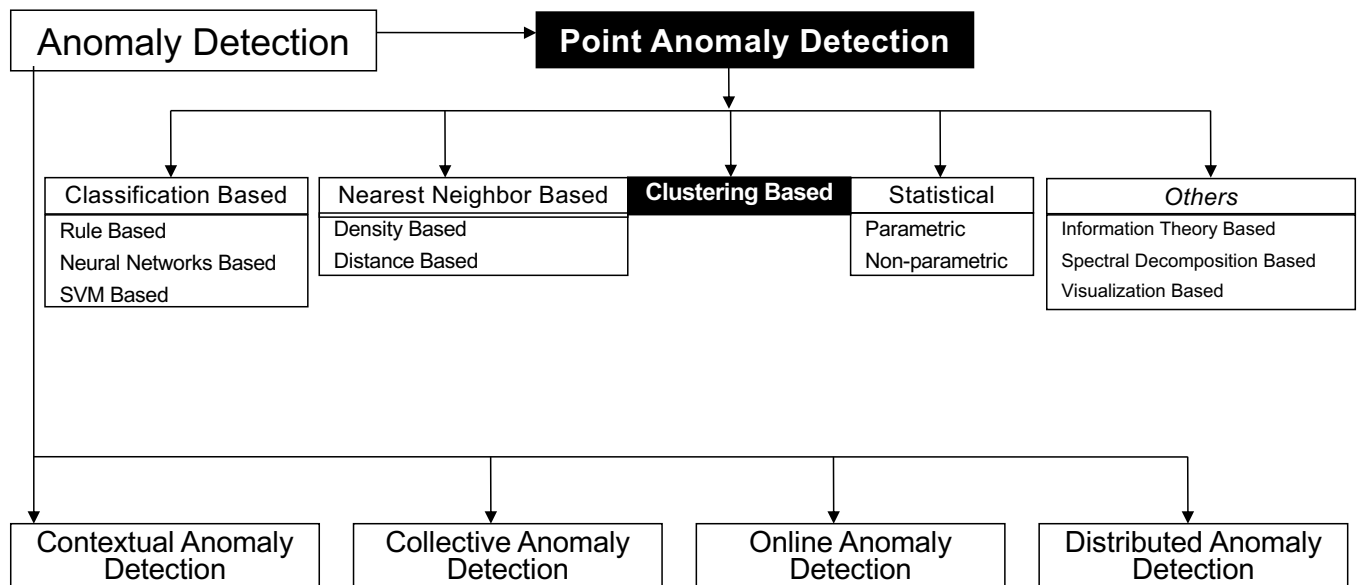 Anomaly Detection
Point Anomaly Detection
Classification Based
Rule Based
Neural Networks Based
SVM Based
Nearest Neighbor Based
Density Based
Distance Based
Clustering Based
Statistical
Parametric
Non-parametric
Others
Information Theory Based
Spectral Decomposition Based
Visualization Based
Contextual Anomaly
Detection
Collective Anomaly
Detection
Online Anomaly
Detection
Distributed Anomaly
Detection